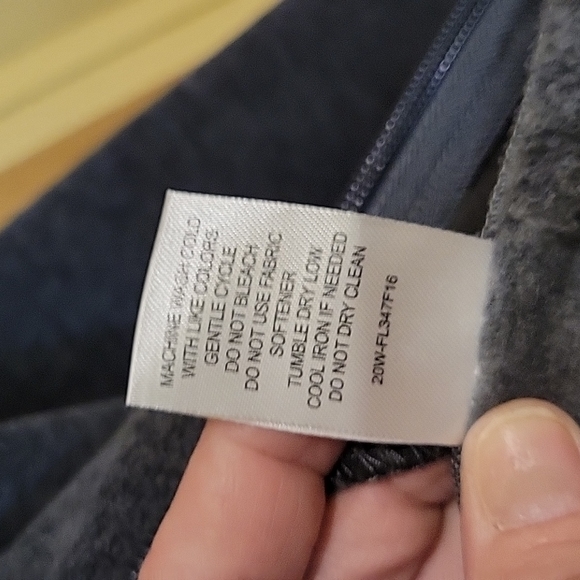 MACHINE WASH COLD
WITH LIKE COLORS
GENTLE CYCLE
DO NOT BLEACH
DO NOT USE FABRIC
SOFTENER
TUMBLE DRY LOW
COOL IRON IF NEEDED
DO NOT DRY CLEAN
20W-FL347F16